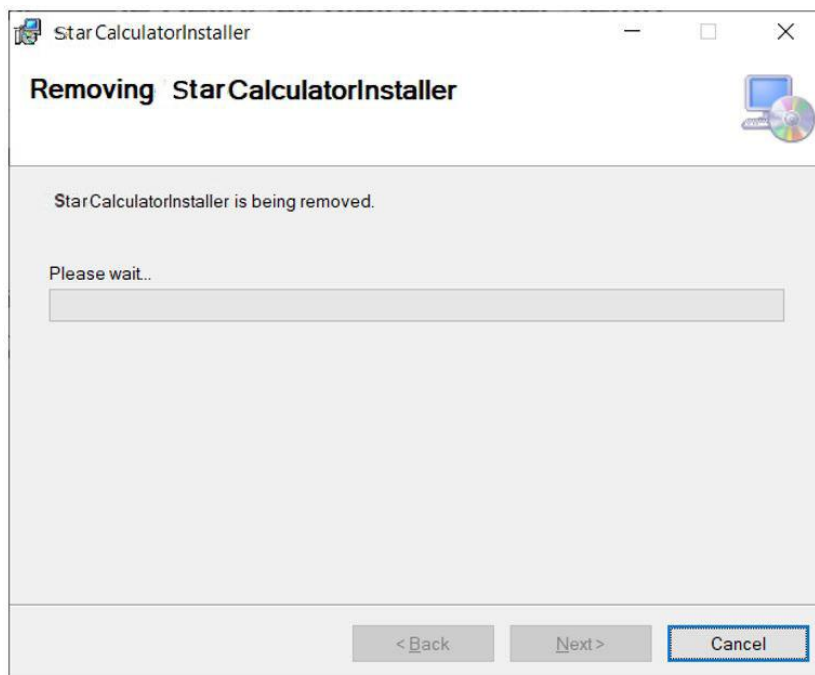 StarCalculatorInstaller
Removing StarCalculatorInstaller
StarCalculatorInstaller is being removed.
Please wait...
< Back
Next >
Cancel